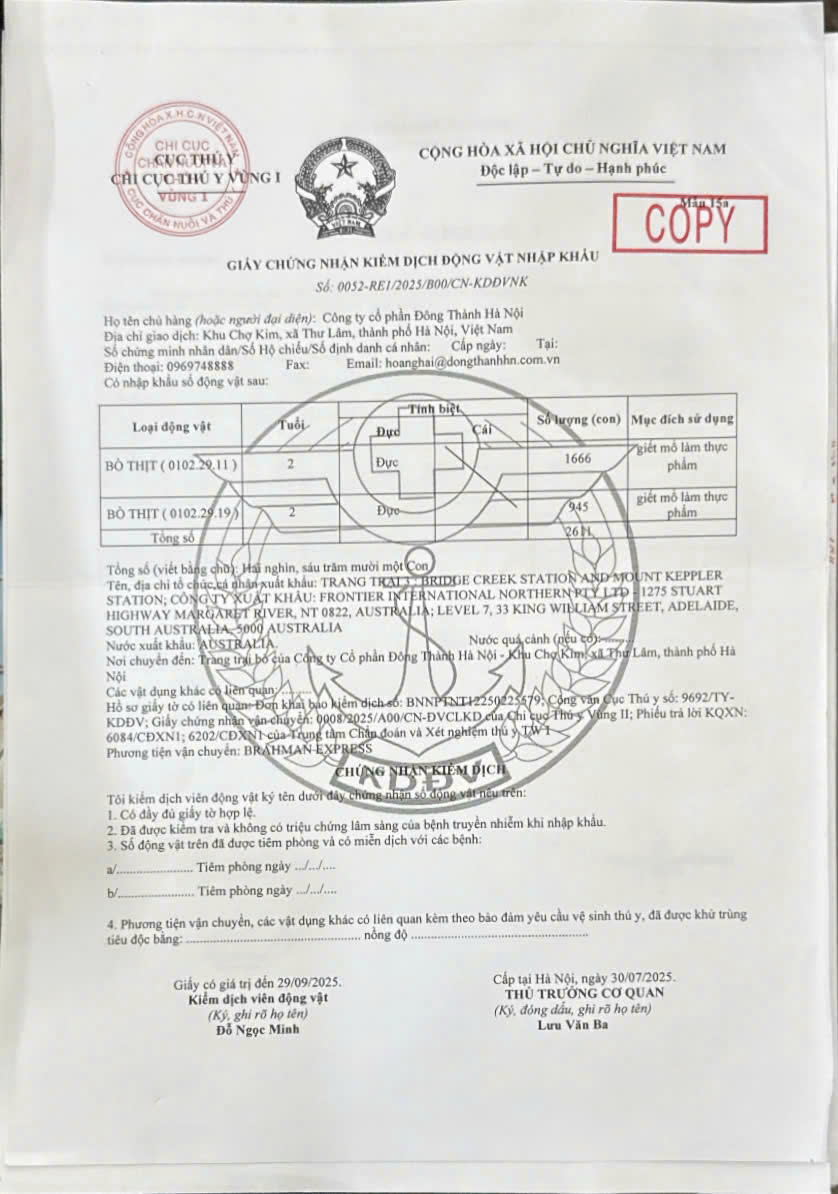 CỘNG HÒA X.H.C.N VIỆT NAM
CHI CỤC
CỤC THÚ Y
CHI CỤC THÚ Y VÙNG I
VÙNG I
CỤC CHĂN NUÔI VÀ THÚ Y
VIỆT NAM
CỘNG HÒA XÃ HỘI CHỦ NGHĨA VIỆT NAM
Độc lập – Tự do – Hạnh phúc
Mẫu 15a
COPY
GIẤY CHỨNG NHẬN KIỂM DỊCH ĐỘNG VẬT NHẬP KHẨU
Số: 0052-RE1/2025/B00/CN-KDĐVNK
Họ tên chủ hàng (hoặc người đại diện): Công ty cổ phần Đông Thành Hà Nội
Địa chỉ giao dịch: Khu Chợ Kim, xã Thư Lâm, thành phố Hà Nội, Việt Nam
Số chứng minh nhân dân/Số Hộ chiếu/Số định danh cá nhân: Cấp ngày: Tại:
Điện thoại: 0969748888 Fax: Email: hoanghai@dongthanhhn.com.vn
Có nhập khẩu số động vật sau:
Loại động vật Tuổi Tính biệt Số lượng (con) Mục đích sử dụng
Đực Cái
BÒ THỊT ( 0102.29.11 ) 2 Đực 1666 giết mổ làm thực phẩm
BÒ THỊT ( 0102.29.19 ) 2 Đực 945 giết mổ làm thực phẩm
Tổng số 2611
Tổng số (viết bằng chữ): Hai nghìn, sáu trăm mười một Con
Tên, địa chỉ tổ chức,cá nhân xuất khẩu: TRANG TRẠI 3 : BRIDGE CREEK STATION AND MOUNT KEPPLER
STATION; CÔNG TY XUẤT KHẨU: FRONTIER INTERNATIONAL NORTHERN PTY LTD - 1275 STUART
HIGHWAY MARGARET RIVER, NT 0822, AUSTRALIA; LEVEL 7, 33 KING WILLIAM STREET, ADELAIDE,
SOUTH AUSTRALIA, 5000 AUSTRALIA
Nước xuất khẩu: AUSTRALIA. Nước quá cảnh (nếu có):..........
Nơi chuyển đến: Trang trại bò của Công ty Cổ phần Đông Thành Hà Nội - Khu Chợ Kim, xã Thư Lâm, thành phố Hà
Nội
Các vật dụng khác có liên quan:..........
Hồ sơ giấy tờ có liên quan: Đơn khai báo kiểm dịch số: BNNPTNT12250225579; Công văn Cục Thú y số: 9692/TY-
KDĐV; Giấy chứng nhận vận chuyển: 0008/2025/A00/CN-ĐVCLKD của Chi cục Thú y Vùng II; Phiếu trả lời KQXN:
6084/CĐXN1; 6202/CĐXN1 của Trung tâm Chẩn đoán và Xét nghiệm thú y TW I
Phương tiện vận chuyển: BRAHMAN EXPRESS
CHỨNG NHẬN KIỂM DỊCH
KDĐV
Tôi kiểm dịch viên động vật ký tên dưới đây chứng nhận số động vật nêu trên:
1. Có đầy đủ giấy tờ hợp lệ.
2. Đã được kiểm tra và không có triệu chứng lâm sàng của bệnh truyền nhiễm khi nhập khẩu.
3. Số động vật trên đã được tiêm phòng và có miễn dịch với các bệnh:
a/.................... Tiêm phòng ngày .../.../....
b/.................... Tiêm phòng ngày .../.../....
4. Phương tiện vận chuyển, các vật dụng khác có liên quan kèm theo bảo đảm yêu cầu vệ sinh thú y, đã được khử trùng
tiêu độc bằng: .............................................. nồng độ ..............................................
Giấy có giá trị đến 29/09/2025. Cấp tại Hà Nội, ngày 30/07/2025.
Kiểm dịch viên động vật THỦ TRƯỞNG CƠ QUAN
(Ký, ghi rõ họ tên) (Ký, đóng dấu, ghi rõ họ tên)
Đỗ Ngọc Minh Lưu Văn Ba